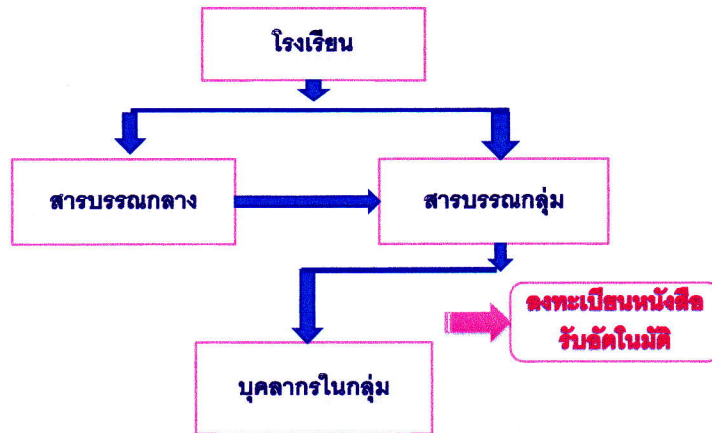 โรงเรียน
สารบรรณกลาง
สารบรรณกลุ่ม
ลงทะเบียนหนังสือ
รับอัตโนมัติ
บุคลากรในกลุ่ม